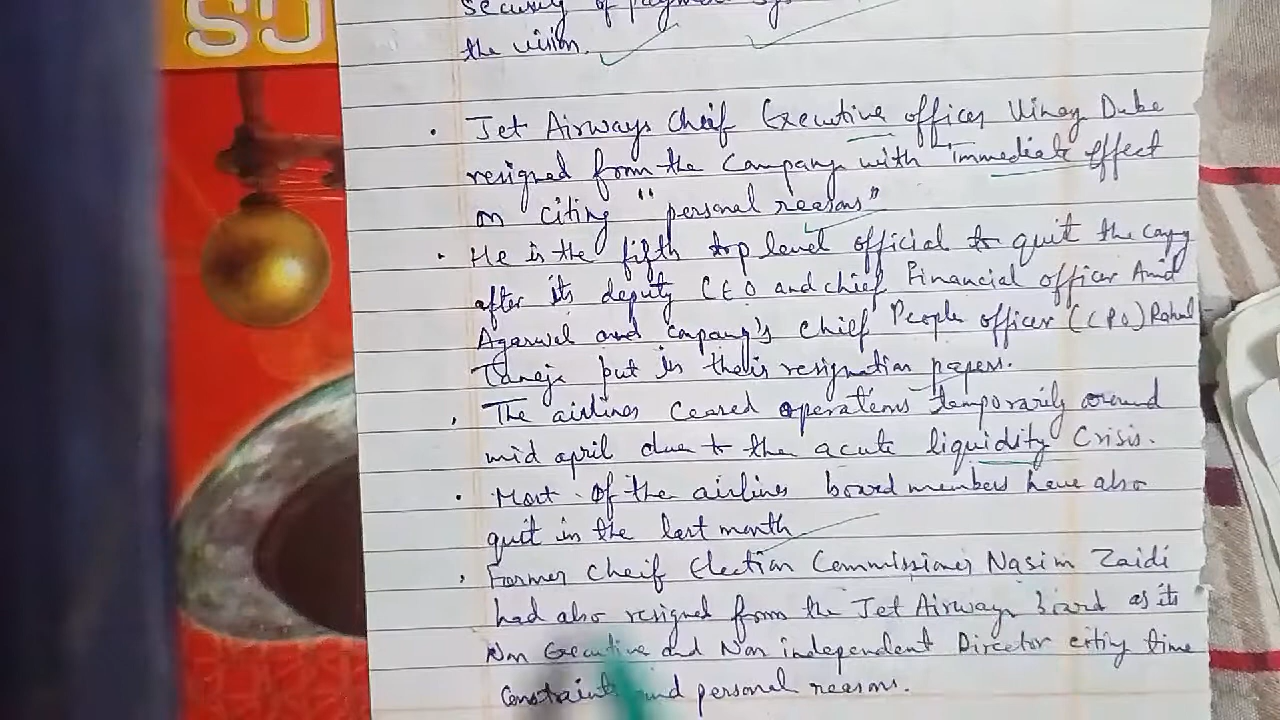 SJ
security of
the vision.
• Jet Airways Cheif Executive officer Vinay Dube
resigned from the Company with immediate effect
on citing "personal reasons"
• He is the fifth top level official to quit the
after its deputy CEO and chief Financial officer Amit
Agarwal and company's Chief People officer (CPO) Rahul
Taneja put in their resignation papers.
• The airlines ceased operations temporarily around
mid april due to the acute liquidity Crisis.
• Most of the airlines board members have also
quit in the last month
• Former Cheif Election Commissioner Nasim Zaidi
had also resigned from the Jet Airways board as its
Non Executive and Non independent Director citing time
Constraints and personal reasons.